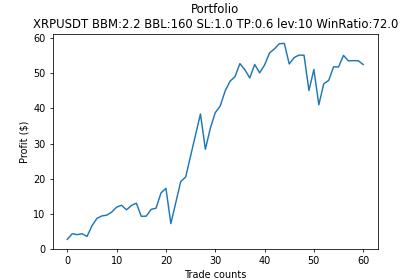 Portfolio
XRPUSDT BBM:2.2 BBL:160 SL:1.0 TP:0.6 lev:10 WinRatio:72.0
60
50
40
30
20
10
0
Profit ($)
0 10 20 30 40 50 60
Trade counts